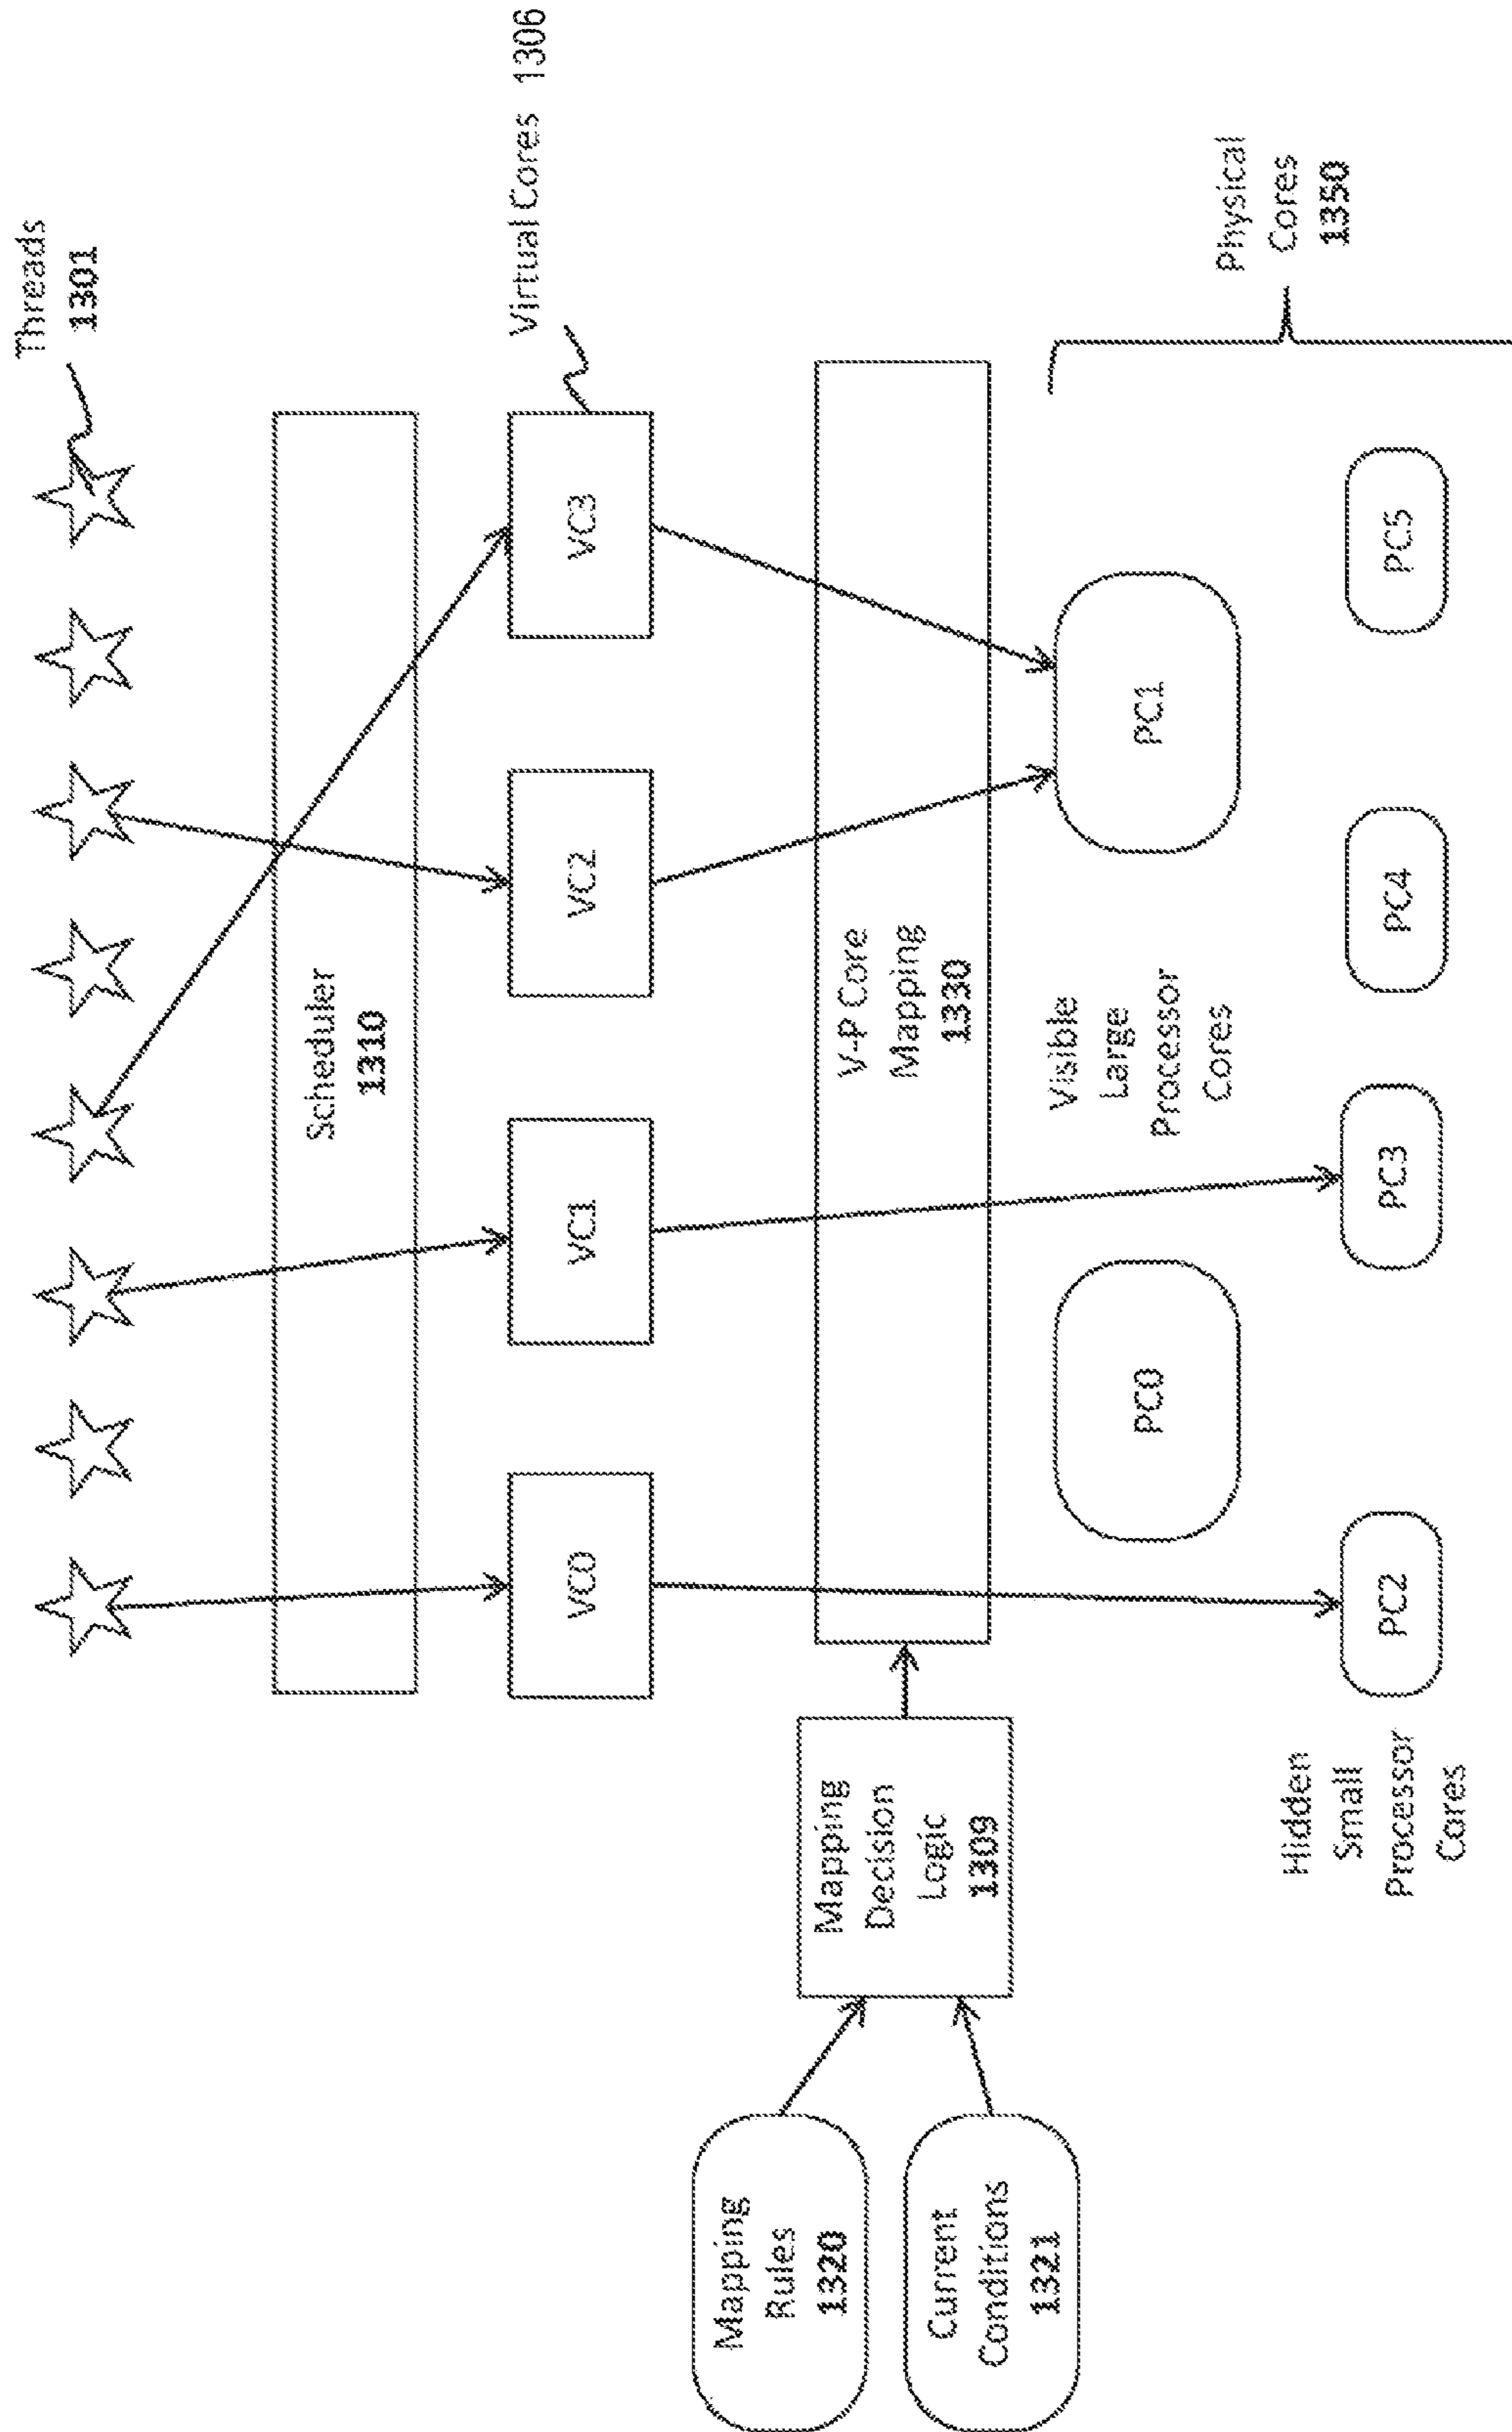 Threads
1301
Scheduler
1310
Virtual Cores 1306
VC0
VC1
VC2
VC3
Mapping
Rules
1320
Current
Conditions
1321
Mapping
Decision
Logic
1309
V-P Core
Mapping
1330
Visible
Large
Processor
Cores
PC0
PC1
Physical
Cores
1350
Hidden
Small
Processor
Cores
PC2
PC3
PC4
PC5